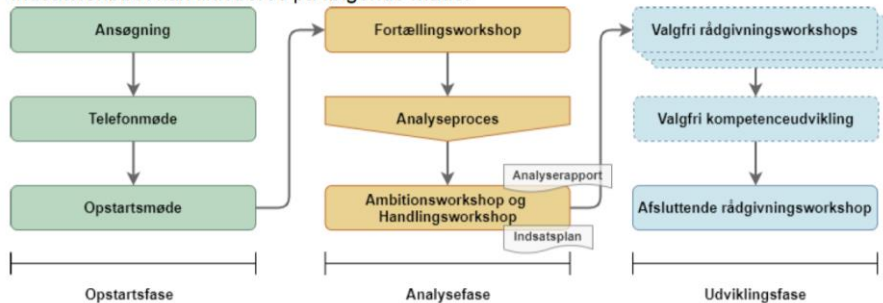 Ansøgning
Telefonmøde
Opstartsmøde
Opstartsfase
Fortællingsworkshop
Analyseproces
Analyserapport
Ambitionsworkshop og
Handlingsworkshop
Indsatsplan
Analysefase
Valgfri rådgivningsworkshops
Valgfri kompetenceudvikling
Afsluttende rådgivningsworkshop
Udviklingsfase